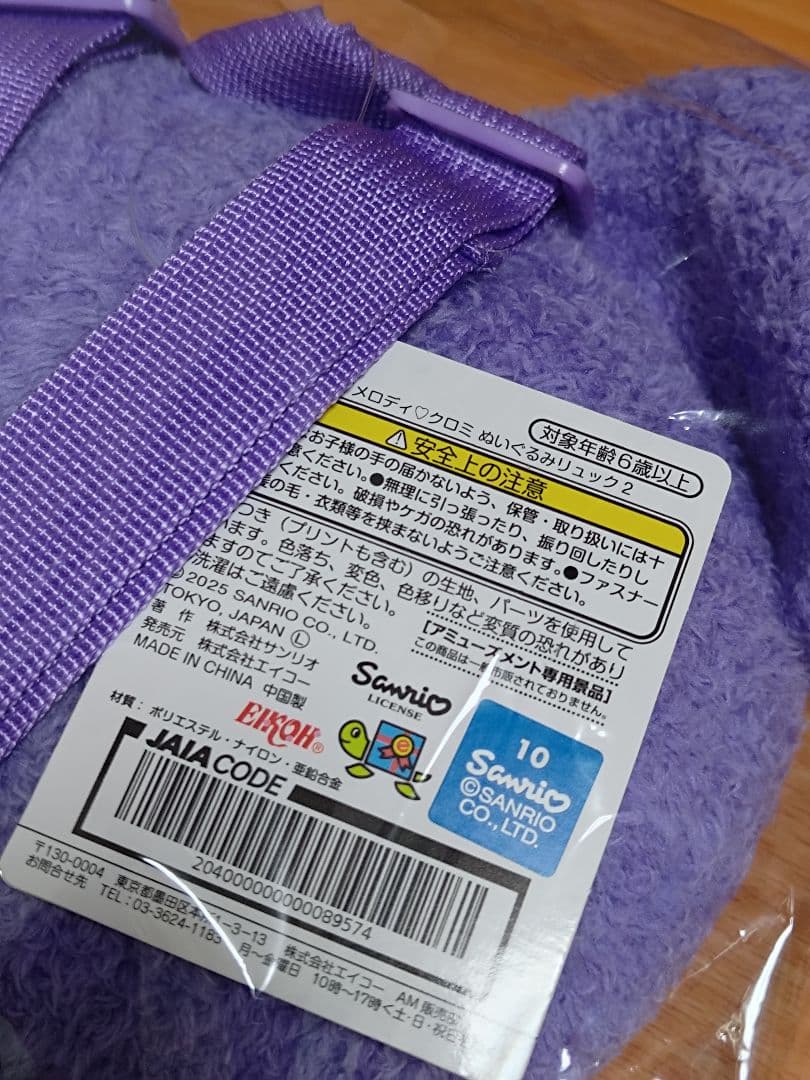 メロディ♡クロミ ぬいぐるみリュック2
対象年齢6歳以上
⚠安全上の注意
お子様の手の届かないよう、保管・取り扱いには十
意ください。●無理に引っ張ったり、振り回したりし
ください。破損やケガの恐れがあります。●ファスナー
の毛・衣類等を挟まないようご注意ください。
つき(プリントも含む)の生地、パーツを使用して
ます。色落ち、変色、色移りなど変質の恐れがあり
ますのでご了承ください。
洗濯はご遠慮ください。
[アミューズメント専用景品]
この商品は一般市販されておりません。
© 2025 SANRIO CO., LTD.
TOKYO, JAPAN Ⓛ
著 作 株式会社サンリオ
発売元 株式会社エイコー
MADE IN CHINA 中国製
Sanrio
LICENSE
材質：ポリエステル・ナイロン・亜鉛合金
EIKOH®
e
10
Sanrio
©SANRIO
CO., LTD.
JAIA CODE
204000000000089574
〒130-0004 東京都墨田区本 1-3-13 株式会社エイコー AM 販売
お問合せ先 TEL：03-3624-1183 月～金曜日 10時～17時<土・日・祝日